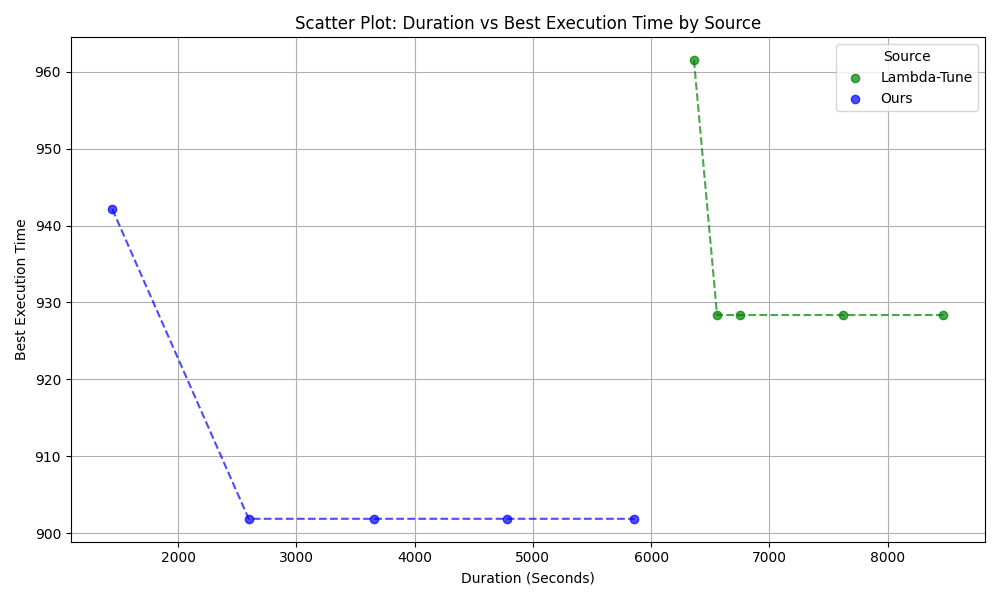 Scatter Plot: Duration vs Best Execution Time by Source
Source
Lambda-Tune
Ours
Best Execution Time
960
950
940
930
920
910
900
2000 3000 4000 5000 6000 7000 8000
Duration (Seconds)